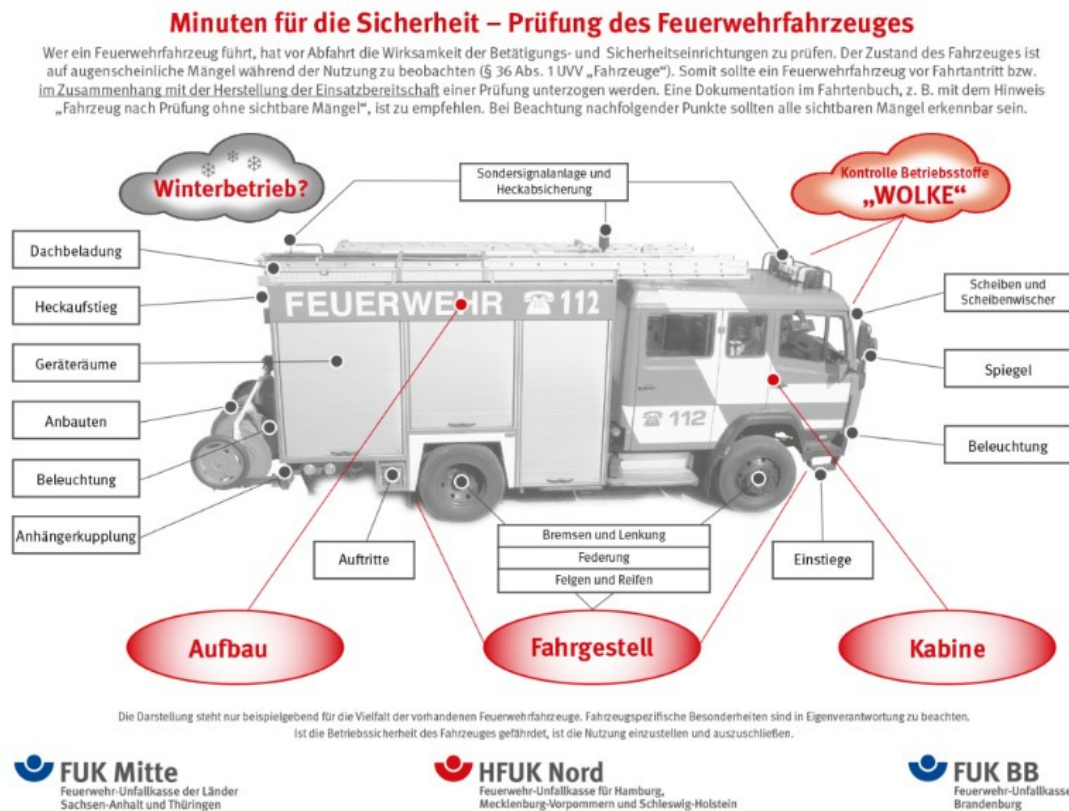 Minuten für die Sicherheit – Prüfung des Feuerwehrfahrzeuges
Wer ein Feuerwehrfahrzeug führt, hat vor Abfahrt die Wirksamkeit der Betätigungs- und Sicherheitseinrichtungen zu prüfen. Der Zustand des Fahrzeuges ist
auf augenscheinliche Mängel während der Nutzung zu beobachten (§ 36 Abs. 1 UVV „Fahrzeuge“). Somit sollte ein Feuerwehrfahrzeug vor Fahrtantritt bzw.
im Zusammenhang mit der Herstellung der Einsatzbereitschaft einer Prüfung unterzogen werden. Eine Dokumentation im Fahrtenbuch, z. B. mit dem Hinweis
„Fahrzeug nach Prüfung ohne sichtbare Mängel“, ist zu empfehlen. Bei Beachtung nachfolgender Punkte sollten alle sichtbaren Mängel erkennbar sein.
Winterbetrieb?
Sondersignalanlage und
Heckabsicherung
Kontrolle Betriebsstoffe
„WOLKE“
Dachbeladung
Heckaufstieg
Geräteräume
Anbauten
Beleuchtung
Anhängerkupplung
FEUERWEHR 112
112
Scheiben und
Scheibenwischer
Spiegel
Beleuchtung
Auftritte
Bremsen und Lenkung
Federung
Felgen und Reifen
Einstiege
Aufbau
Fahrgestell
Kabine
Die Darstellung steht nur beispielgebend für die Vielfalt der vorhandenen Feuerwehrfahrzeuge. Fahrzeugspezifische Besonderheiten sind in Eigenverantwortung zu beachten.
Ist die Betriebssicherheit des Fahrzeuges gefährdet, ist die Nutzung einzustellen und auszuschließen.
FUK Mitte
Feuerwehr-Unfallkasse der Länder
Sachsen-Anhalt und Thüringen
HFUK Nord
Feuerwehr-Unfallkasse für Hamburg,
Mecklenburg-Vorpommern und Schleswig-Holstein
FUK BB
Feuerwehr-Unfallkasse
Brandenburg